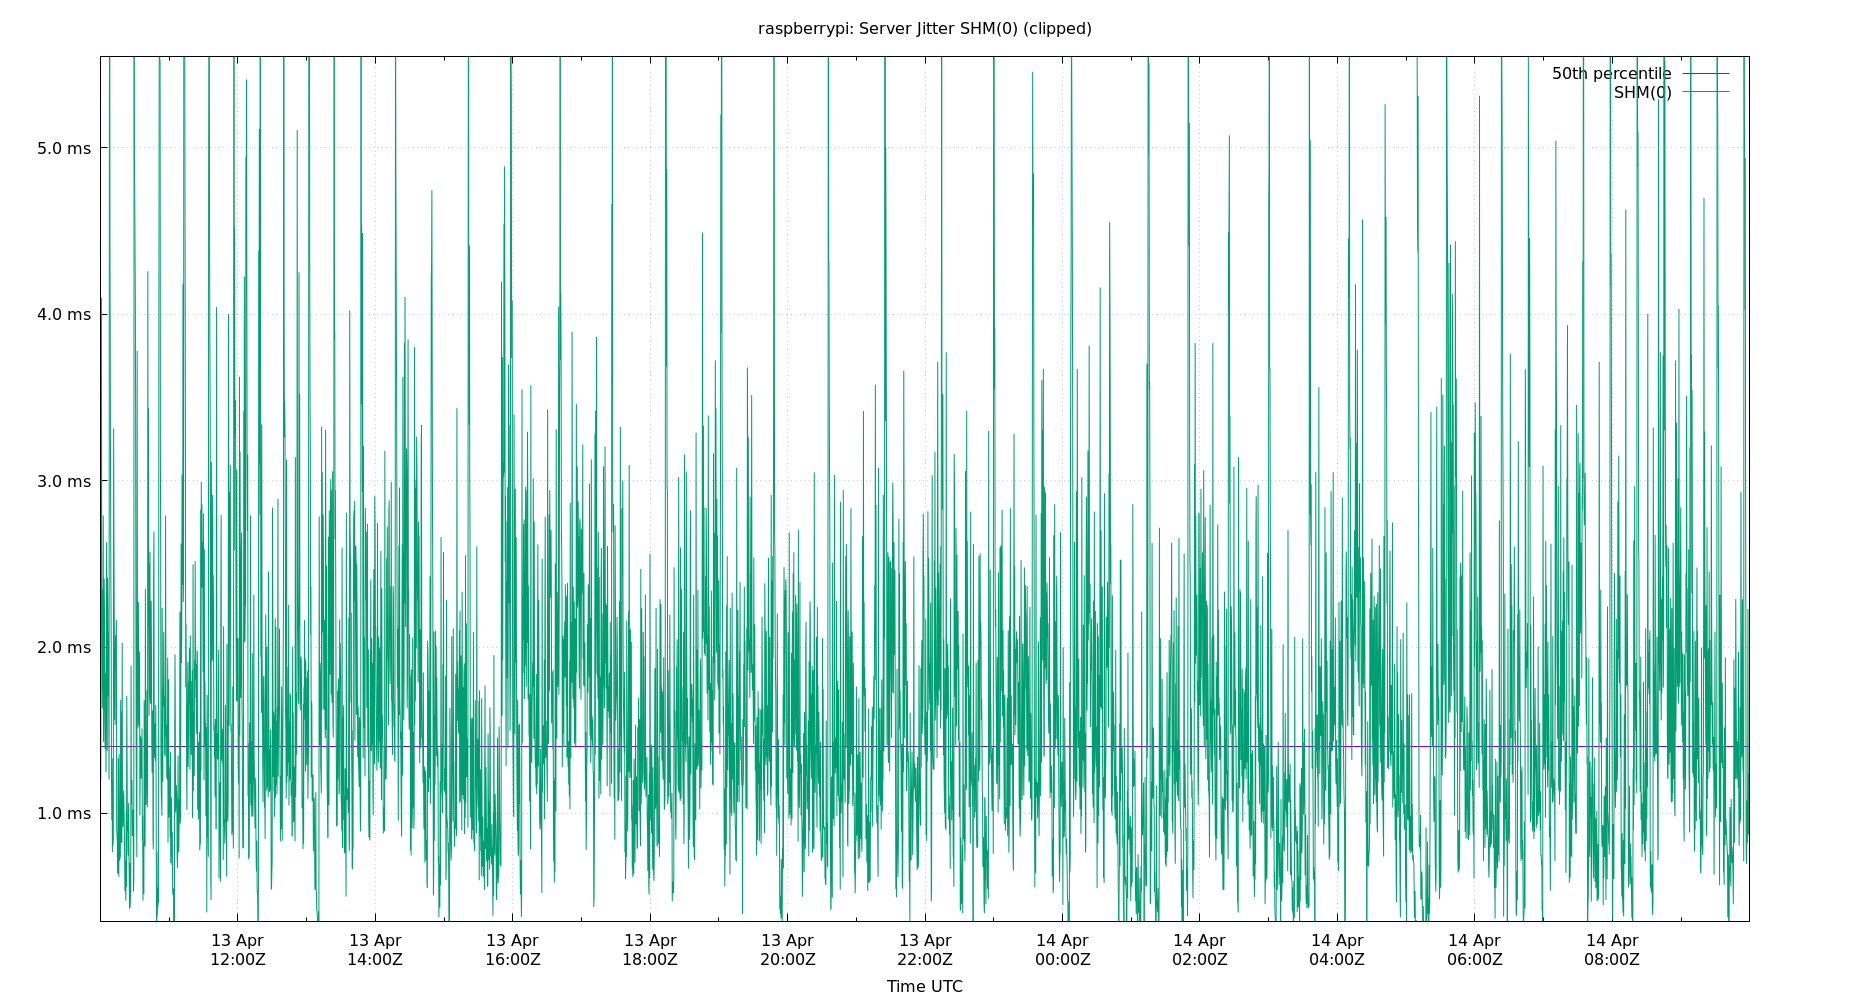 raspberrypi: Server Jitter SHM(0) (clipped)
50th percentile
SHM(0)
5.0 ms
4.0 ms
3.0 ms
2.0 ms
1.0 ms
13 Apr 13 Apr 13 Apr 13 Apr 13 Apr 13 Apr 14 Apr 14 Apr 14 Apr 14 Apr 14 Apr
12:00Z 14:00Z 16:00Z 18:00Z 20:00Z 22:00Z 00:00Z 02:00Z 04:00Z 06:00Z 08:00Z
Time UTC